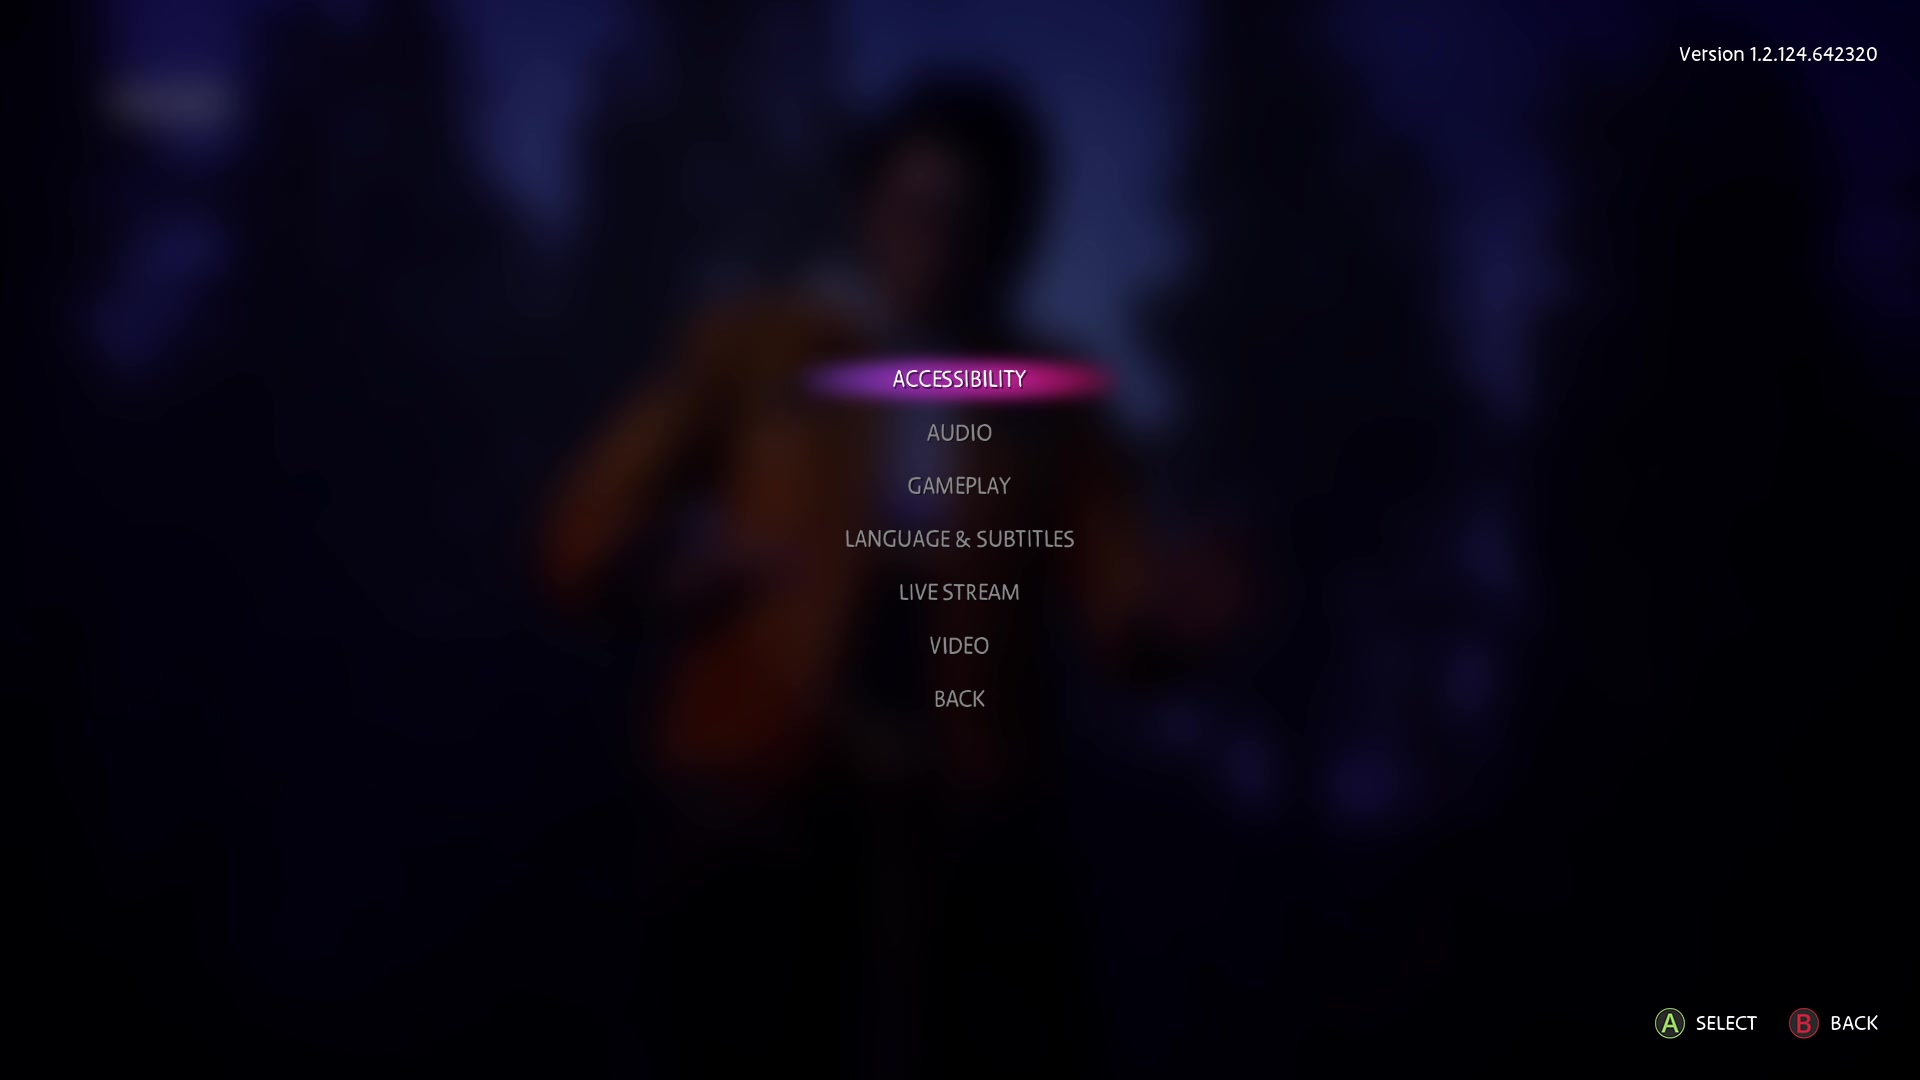 Version 1.2.124.642320
ACCESSIBILITY
AUDIO
GAMEPLAY
LANGUAGE & SUBTITLES
LIVE STREAM
VIDEO
BACK
A SELECT B BACK